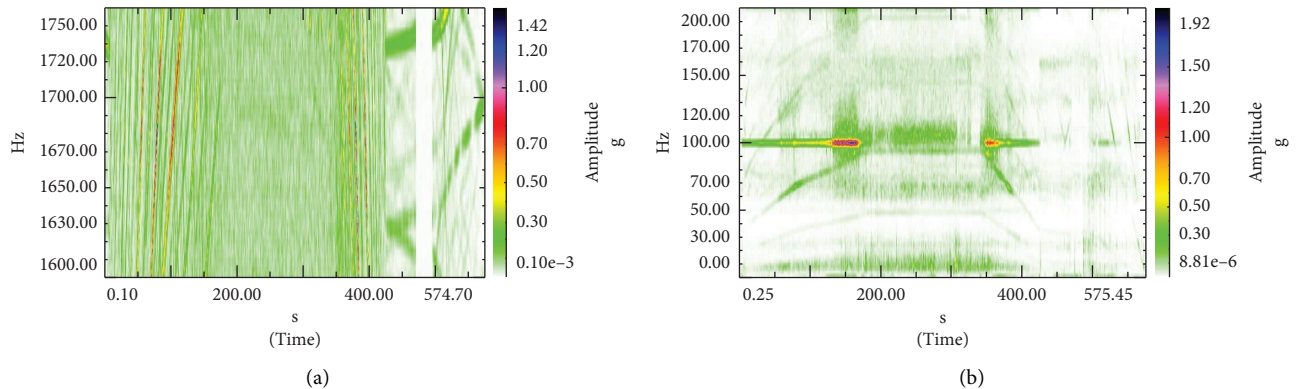 1750.00
1720.00
1700.00
1670.00
1650.00
1630.00
1600.00
Hz
0.10 200.00 400.00 574.70
s
(Time)
1.42
1.20
1.00
0.70
0.50
0.30
0.10e–3
Amplitude
g
(a)
200.00
170.00
150.00
100.00
70.00
50.00
30.00
0.00
Hz
0.25 200.00 400.00 575.45
s
(Time)
1.92
1.50
1.20
1.00
0.70
0.50
0.30
8.81e–6
Amplitude
g
(b)